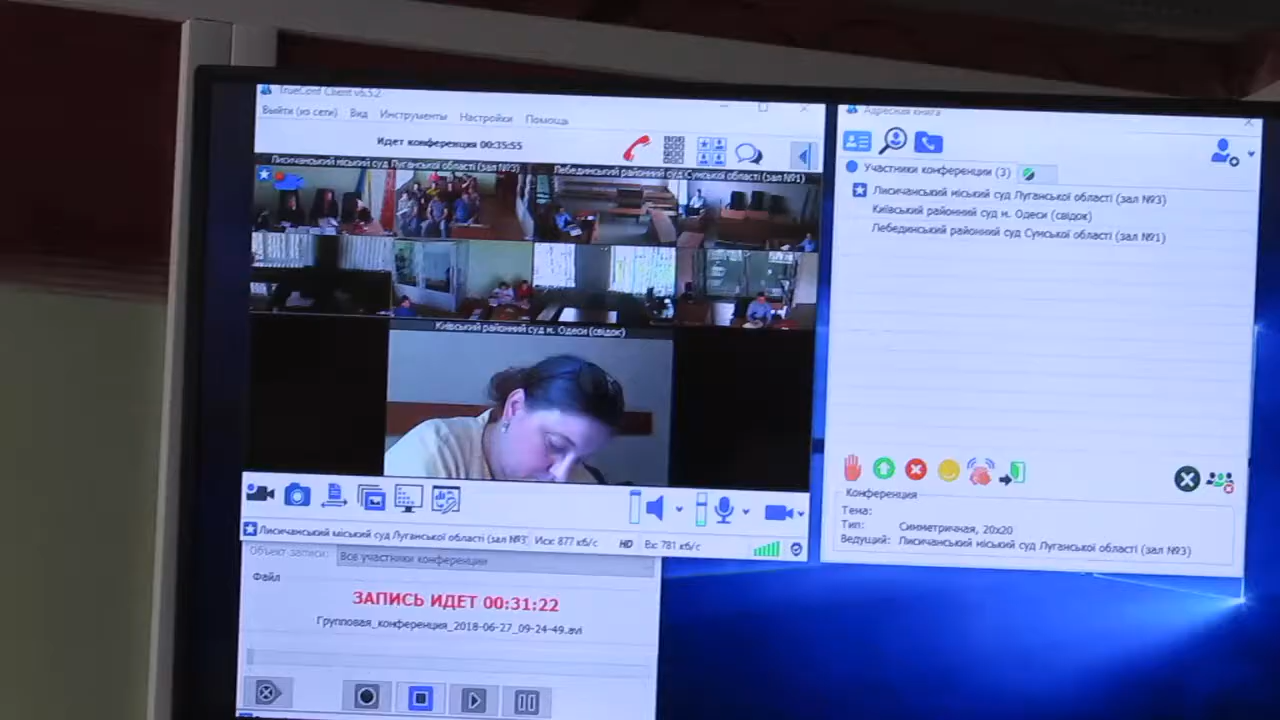 TrueConf Client v6.5.2
Выйти (из сети) Вид Инструменты Настройки Помощь
Идет конференция 00:35:55
Лисичанський міський суд Луганської області (зал №3)
Лебединський районний суд Сумської області (зал №1)
Київський районний суд м. Одеси (свідок)
Лисичанський міський суд Луганської області (зал №3) Исх: 877 кб/с HD Вх: 781 кб/с
Объект записи: Все участники конференции
Файл
ЗАПИСЬ ИДЕТ 00:31:22
Групповая_конференция_2018-06-27_09-24-49.avi
Адресная книга
Участники конференции (3)
Лисичанський міський суд Луганської області (зал №3)
Київський районний суд м. Одеси (свідок)
Лебединський районний суд Сумської області (зал №1)
Конференция
Тема:
Тип: Симметричная, 20x20
Ведущий: Лисичанський міський суд Луганської області (зал №3)